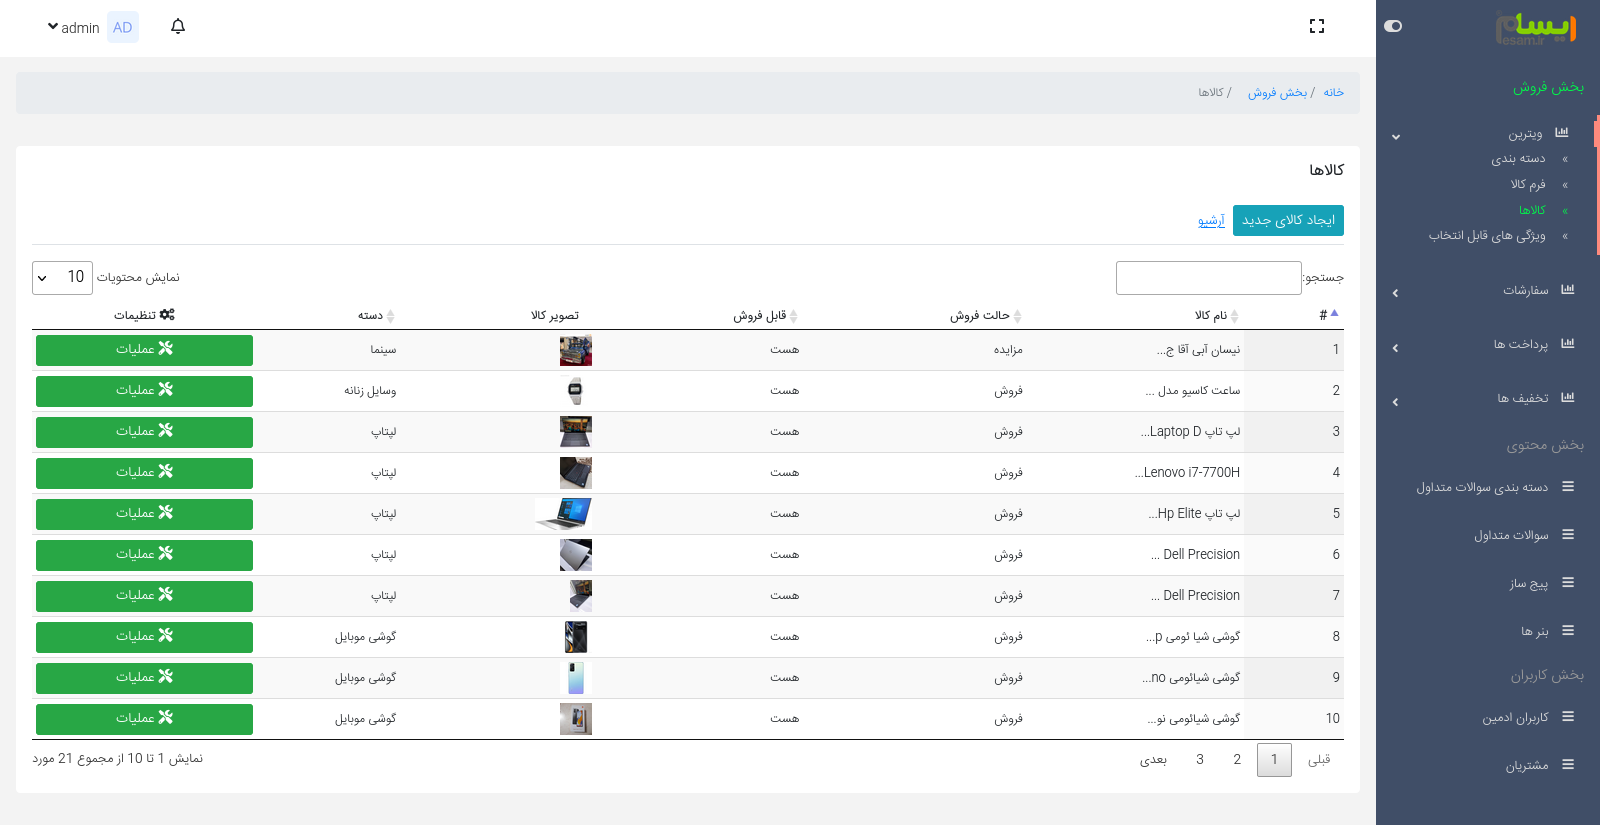 ایسام
esam.ir
بخش فروش
ویترین
» دسته بندی
» فرم کالا
» کالاها
» ویژگی های قابل انتخاب
سفارشات
پرداخت ها
تخفیف ها
بخش محتوی
دسته بندی سوالات متداول
سوالات متداول
پیج ساز
بنر ها
بخش کاربران
کاربران ادمین
مشتریان
AD admin
خانه / بخش فروش / کالاها
کالاها
ایجاد کالای جدید آرشیو
جستجو: نمایش محتویات 10
# نام کالا حالت فروش قابل فروش تصویر کالا دسته تنظیمات
1 نیسان آبی آقا ج... مزایده هست سینما عملیات
2 ساعت کاسیو مدل ... فروش هست وسایل زنانه عملیات
3 لپ تاپ Laptop D... فروش هست لپتاپ عملیات
4 Lenovo i7-7700H... فروش هست لپتاپ عملیات
5 لپ تاپ Hp Elite... فروش هست لپتاپ عملیات
6 Dell Precision ... فروش هست لپتاپ عملیات
7 Dell Precision ... فروش هست لپتاپ عملیات
8 گوشی شیا ئومی p... فروش هست گوشی موبایل عملیات
9 گوشی شیائومی no... فروش هست گوشی موبایل عملیات
10 گوشی شیائومی نو... فروش هست گوشی موبایل عملیات
قبلی 1 2 3 بعدی
نمایش 1 تا 10 از مجموع 21 مورد